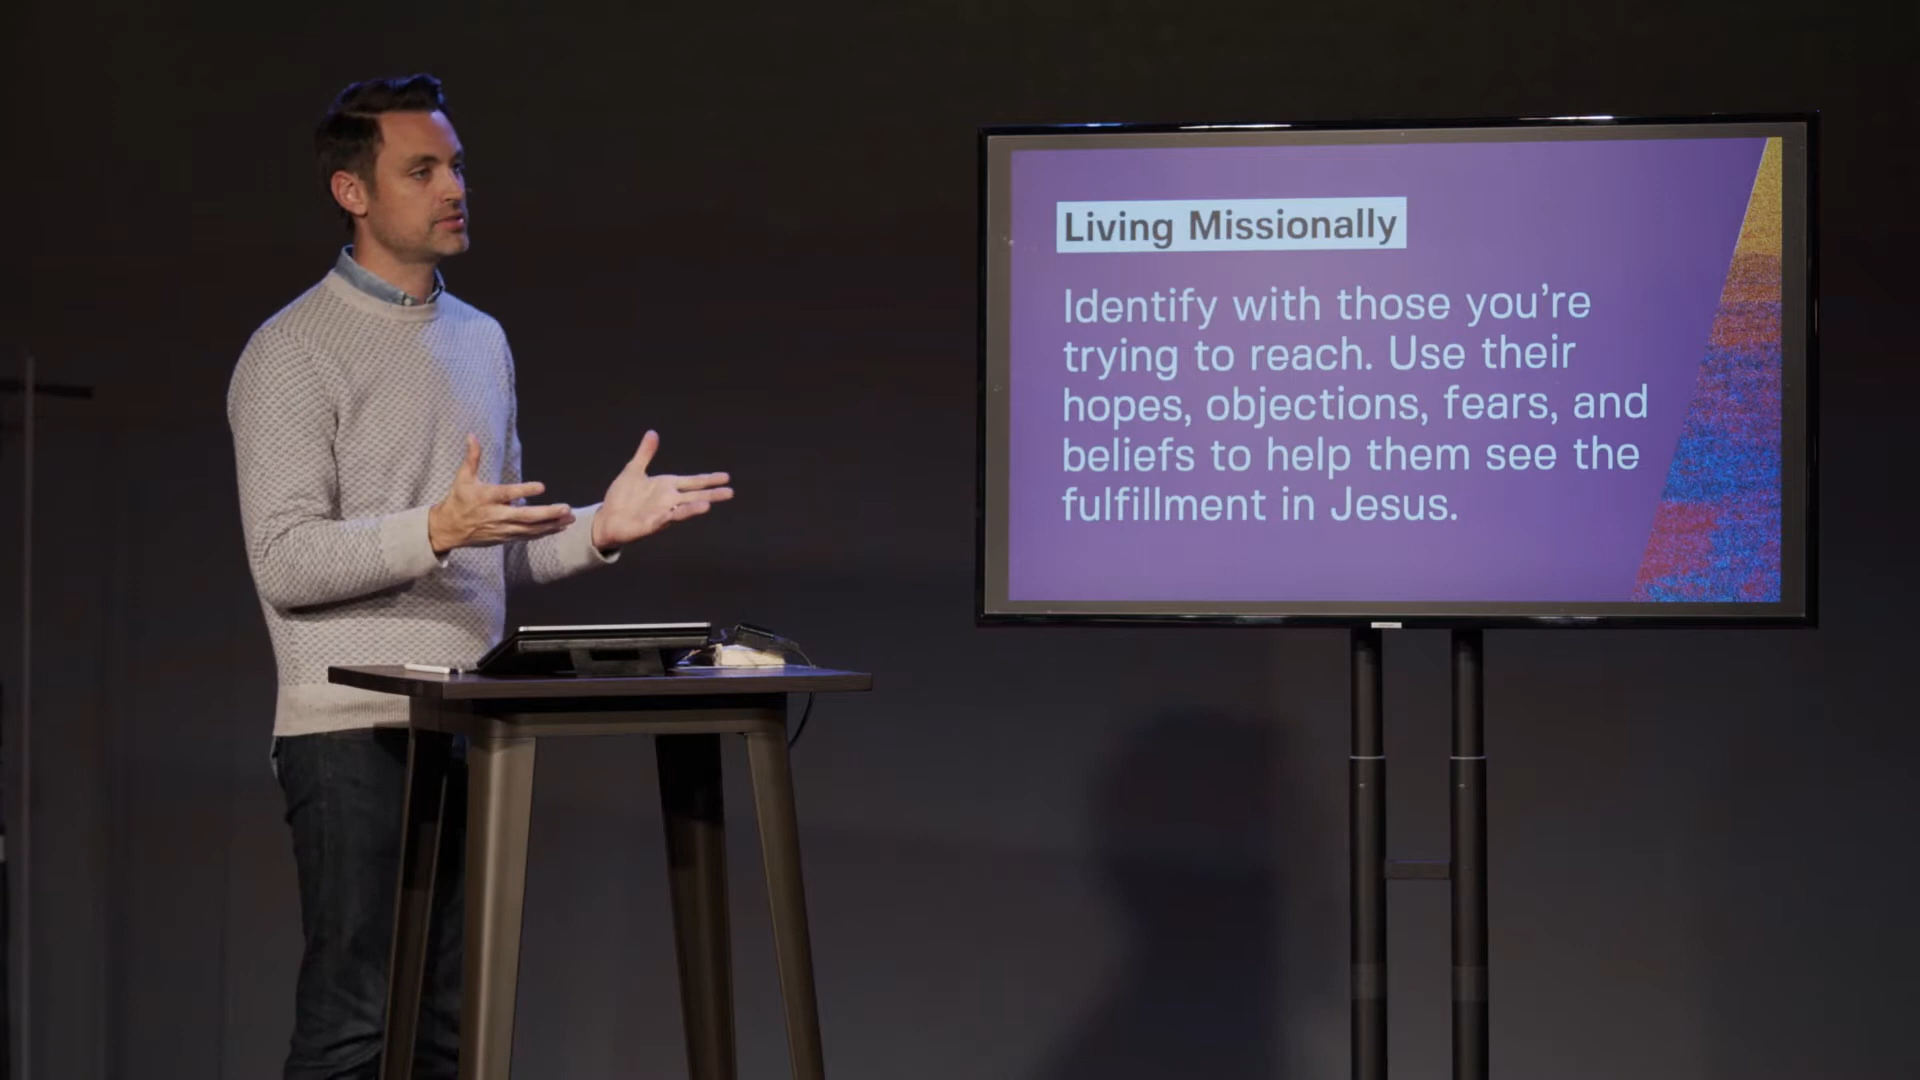 Living Missionally
Identify with those you’re
trying to reach. Use their
hopes, objections, fears, and
beliefs to help them see the
fulfillment in Jesus.